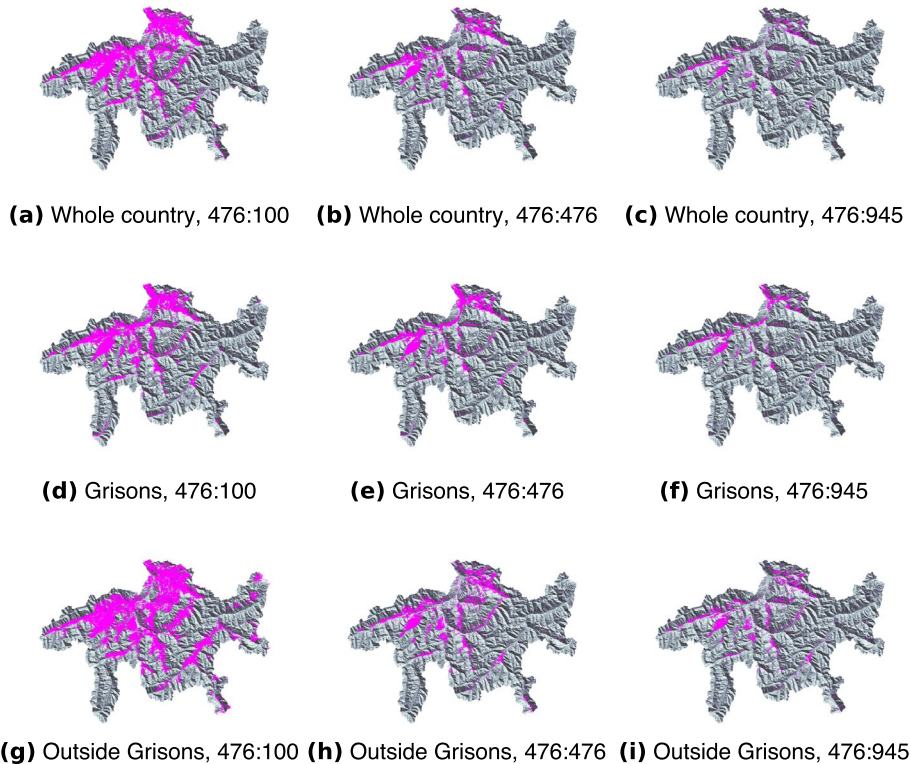 (a) Whole country, 476:100 (b) Whole country, 476:476 (c) Whole country, 476:945
(d) Grisons, 476:100 (e) Grisons, 476:476 (f) Grisons, 476:945
(g) Outside Grisons, 476:100 (h) Outside Grisons, 476:476 (i) Outside Grisons, 476:945